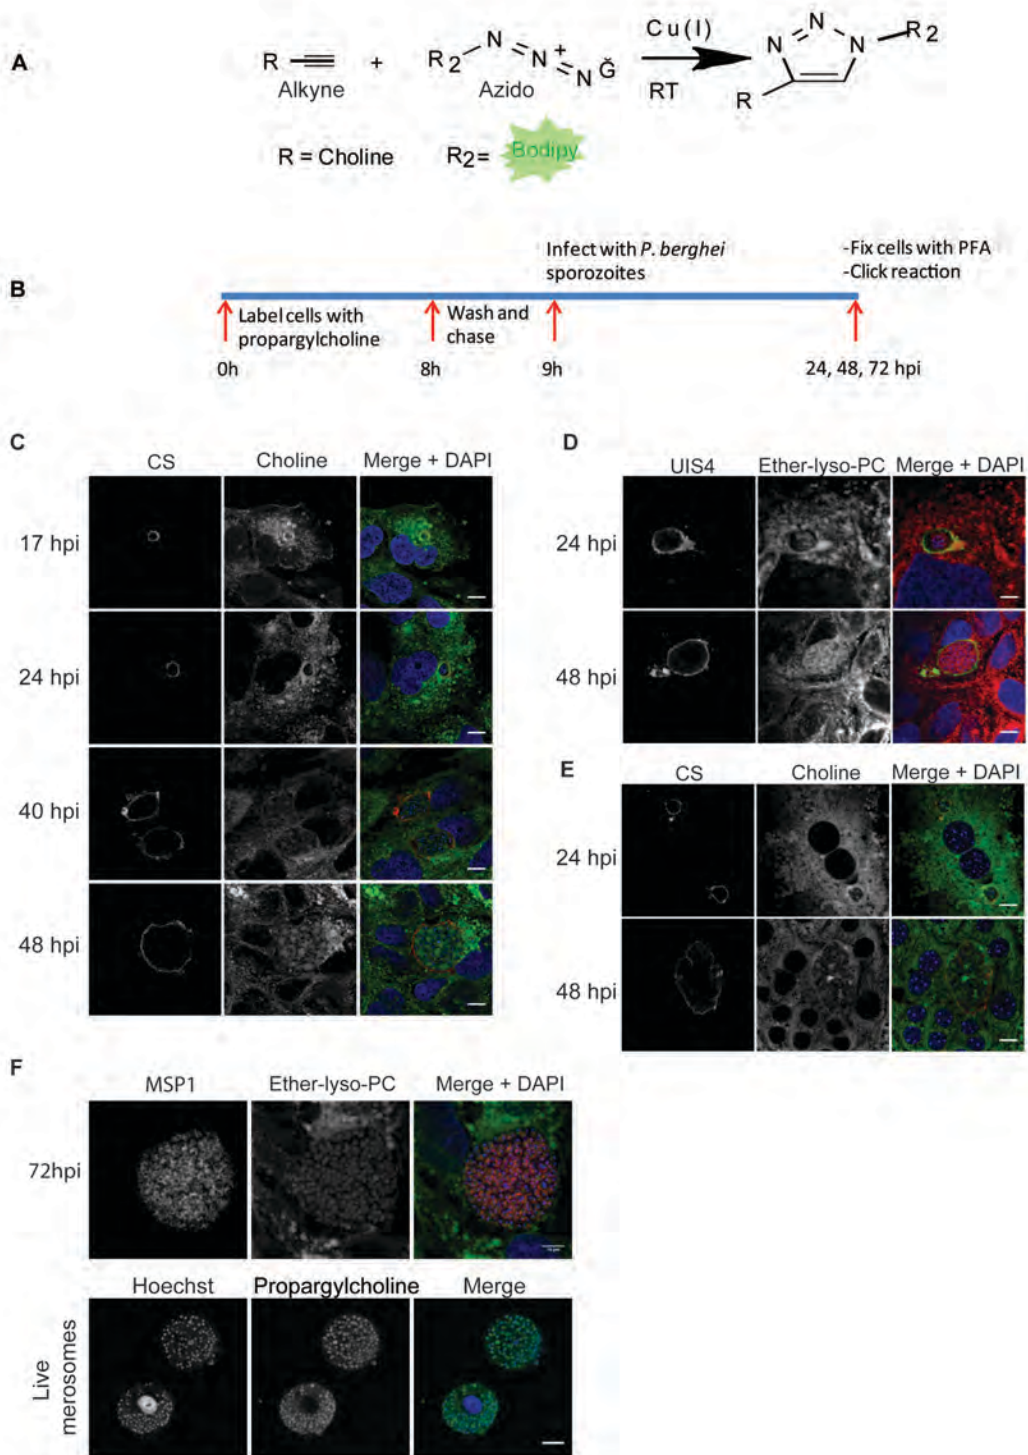 A
R
Alkyne
+
R2
N
N
+
N
Ğ
Azido
Cu(I)
RT
N
N
N
R2
R
R = Choline
R2=
Bodipy
B
Infect with P. berghei
sporozoites
-Fix cells with PFA
-Click reaction
Label cells with
propargylcholine
Wash and
chase
0h
8h
9h
24, 48, 72 hpi
C
CS
Choline
Merge + DAPI
17 hpi
24 hpi
40 hpi
48 hpi
D
UIS4
Ether-lyso-PC
Merge + DAPI
24 hpi
48 hpi
E
CS
Choline
Merge + DAPI
24 hpi
48 hpi
F
MSP1
Ether-lyso-PC
Merge + DAPI
72hpi
Hoechst
Propargylcholine
Merge
Live
merosomes